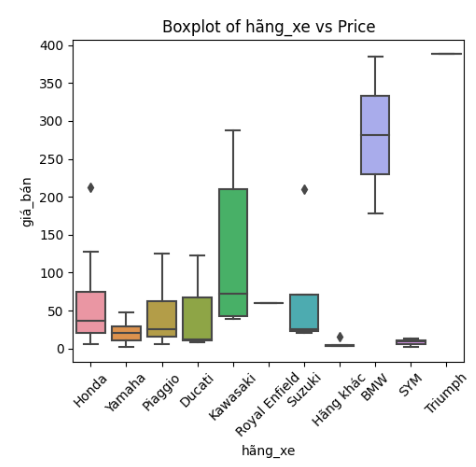 Boxplot of hãng_xe vs Price
400
350
300
250
200
150
100
50
0
giá_bán
Honda
Yamaha
Piaggio
Ducati
Kawasaki
Royal Enfield
Suzuki
Hãng khác
BMW
SYM
Triumph
hãng_xe